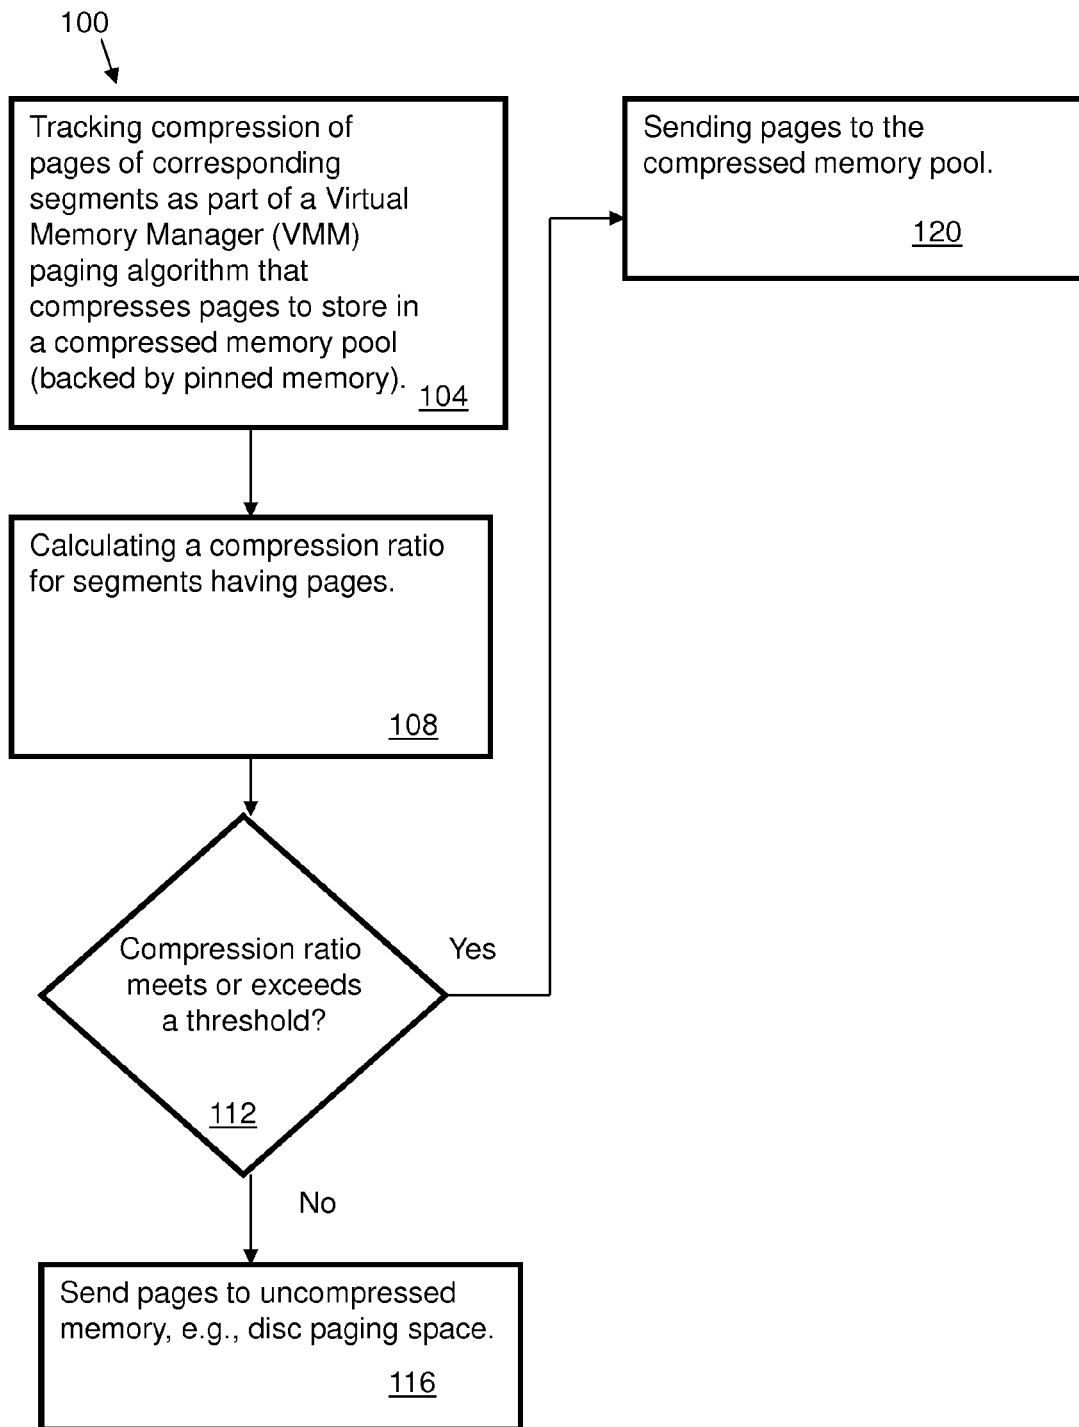 100
Tracking compression of
pages of corresponding
segments as part of a Virtual
Memory Manager (VMM)
paging algorithm that
compresses pages to store in
a compressed memory pool
(backed by pinned memory).
104
Sending pages to the
compressed memory pool.
120
Calculating a compression ratio
for segments having pages.
108
Compression ratio
meets or exceeds
a threshold?
112
Yes
No
Send pages to uncompressed
memory, e.g., disc paging space.
116